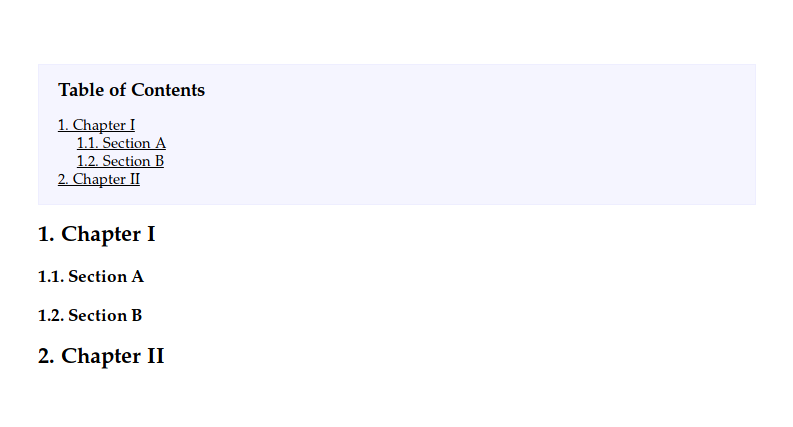 Table of Contents
1. Chapter I
1.1. Section A
1.2. Section B
2. Chapter II
1. Chapter I
1.1. Section A
1.2. Section B
2. Chapter II